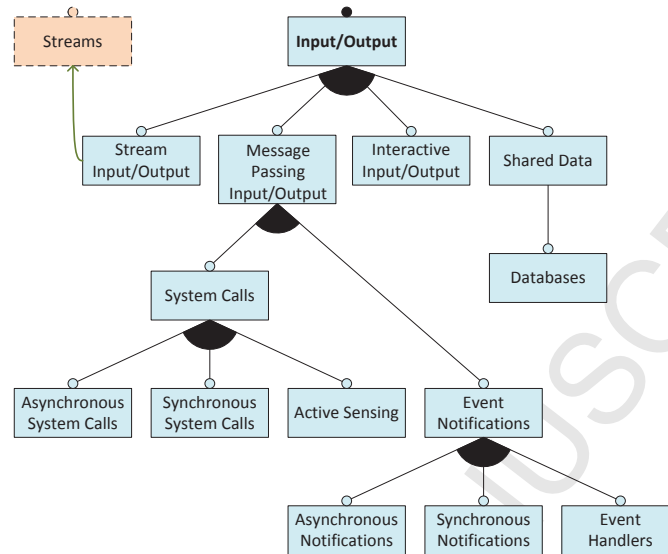 Streams
Input/Output
Stream
Input/Output
Message
Passing
Input/Output
Interactive
Input/Output
Shared Data
System Calls
Databases
Asynchronous
System Calls
Synchronous
System Calls
Active Sensing
Event
Notifications
Asynchronous
Notifications
Synchronous
Notifications
Event
Handlers